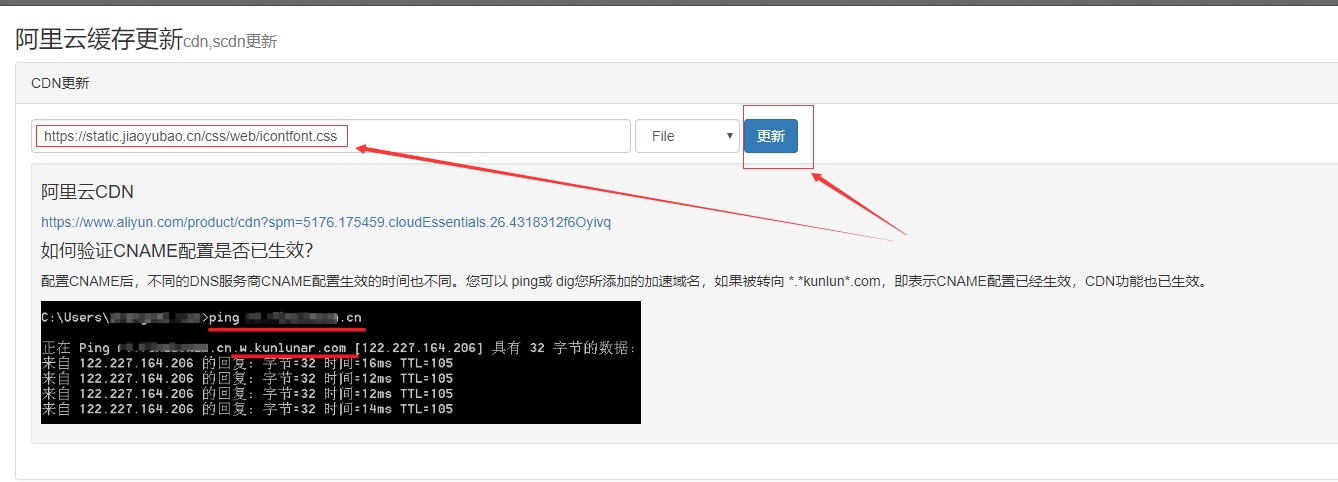 阿里云缓存更新cdn,scdn更新
CDN更新
https://static.jiaoyubao.cn/css/web/icontfont.css File 更新
阿里云CDN
https://www.aliyun.com/product/cdn?spm=5176.175459.cloudEssentials.26.4318312f6Oyivq
如何验证CNAME配置是否已生效?
配置CNAME后，不同的DNS服务商CNAME配置生效的时间也不同。您可以 ping或 dig您所添加的加速域名，如果被转向 *.*kunlun*.com，即表示CNAME配置已经生效，CDN功能也已生效。
C:\Users\ >ping .cn
正在 Ping .cn.w.kunlunar.com [122.227.164.206] 具有 32 字节的数据:
来自 122.227.164.206 的回复: 字节=32 时间=16ms TTL=105
来自 122.227.164.206 的回复: 字节=32 时间=12ms TTL=105
来自 122.227.164.206 的回复: 字节=32 时间=12ms TTL=105
来自 122.227.164.206 的回复: 字节=32 时间=14ms TTL=105